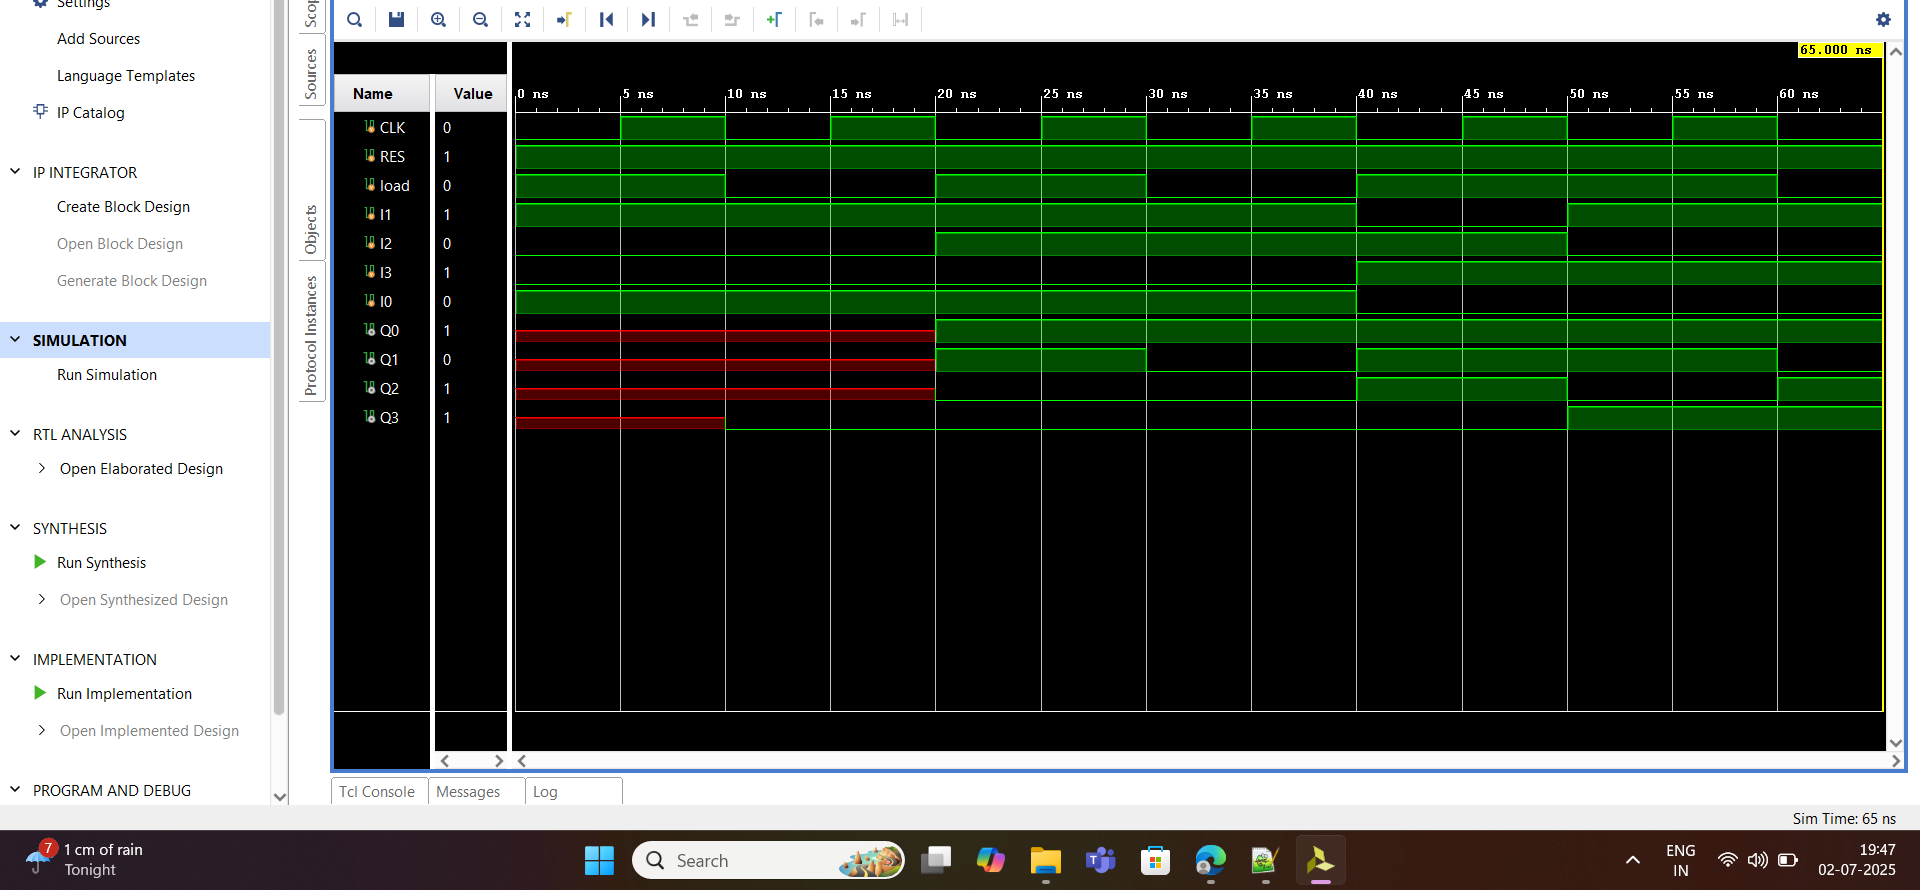 Settings
Add Sources
Language Templates
IP Catalog
IP INTEGRATOR
Create Block Design
Open Block Design
Generate Block Design
SIMULATION
Run Simulation
RTL ANALYSIS
Open Elaborated Design
SYNTHESIS
Run Synthesis
Open Synthesized Design
IMPLEMENTATION
Run Implementation
Open Implemented Design
PROGRAM AND DEBUG
Sources
Objects
Protocol Instances
65.000 ns
Name Value 0 ns 5 ns 10 ns 15 ns 20 ns 25 ns 30 ns 35 ns 40 ns 45 ns 50 ns 55 ns 60 ns
CLK 0
RES 1
load 0
I1 1
I2 0
I3 1
I0 0
Q0 1
Q1 0
Q2 1
Q3 1
Tcl Console Messages Log
Sim Time: 65 ns
7
1 cm of rain
Tonight
Search
ENG
IN
19:47
02-07-2025